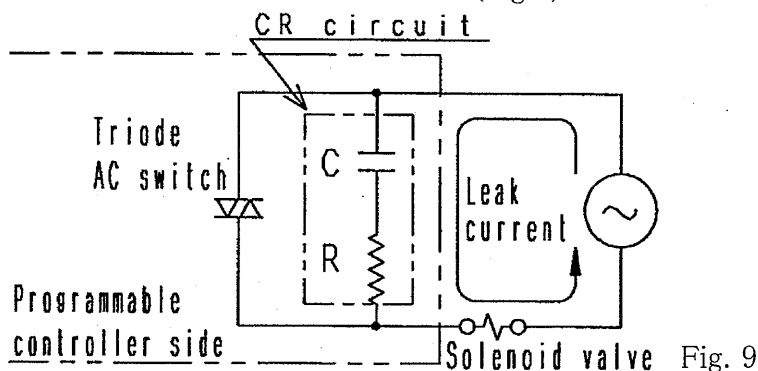 CR circuit
Triode
AC switch
C
R
Leak
current
Programmable
controller side
Solenoid valve
Fig. 9